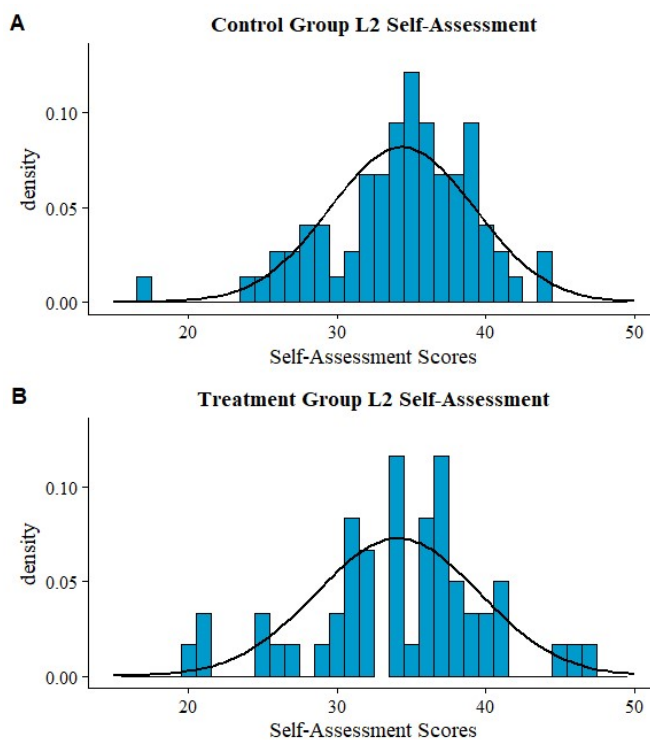 A
Control Group L2 Self-Assessment
0.10
0.05
0.00
density
20 30 40 50
Self-Assessment Scores
B
Treatment Group L2 Self-Assessment
0.10
0.05
0.00
density
20 30 40 50
Self-Assessment Scores